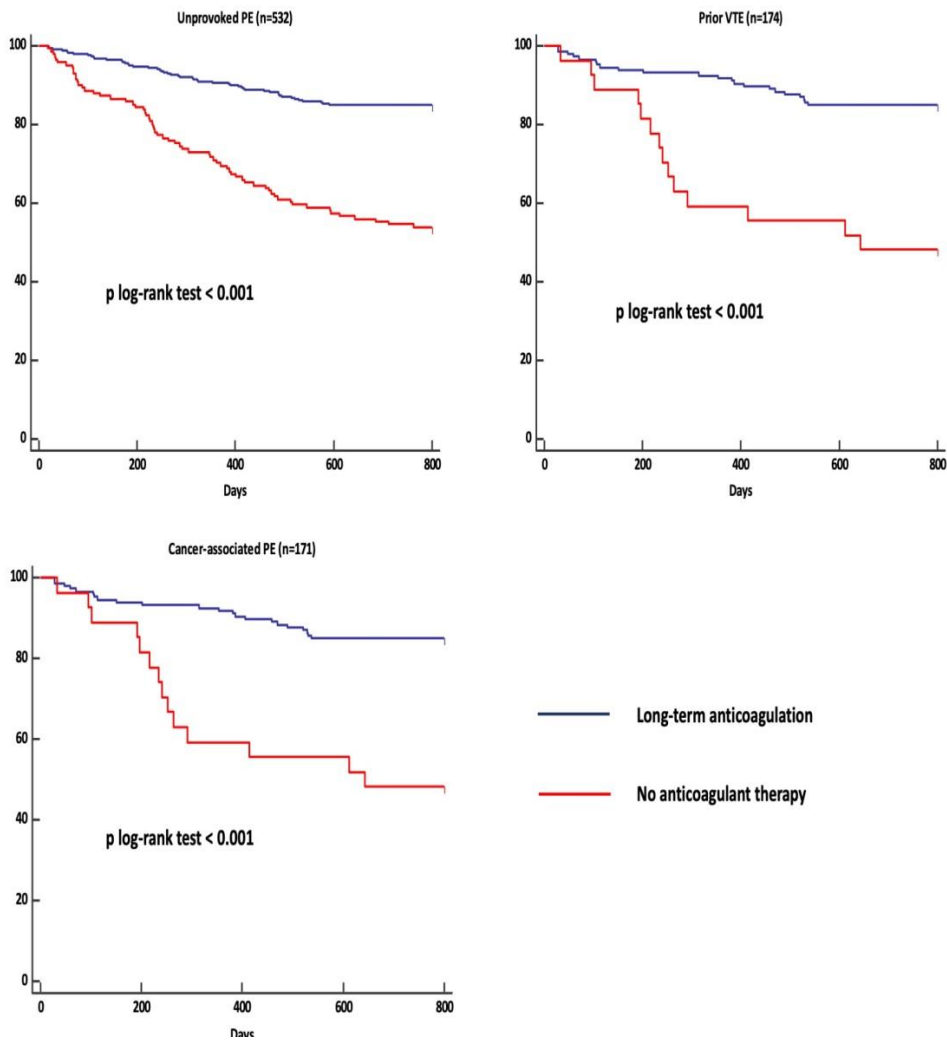 Unprovoked PE (n=532)
100
80
60
40
20
0
p log-rank test < 0.001
0 200 400 600 800
Days
Prior VTE (n=174)
100
80
60
40
20
0
p log-rank test < 0.001
0 200 400 600 800
Days
Cancer-associated PE (n=171)
100
80
60
40
20
0
p log-rank test < 0.001
0 200 400 600 800
Days
Long-term anticoagulation
No anticoagulant therapy